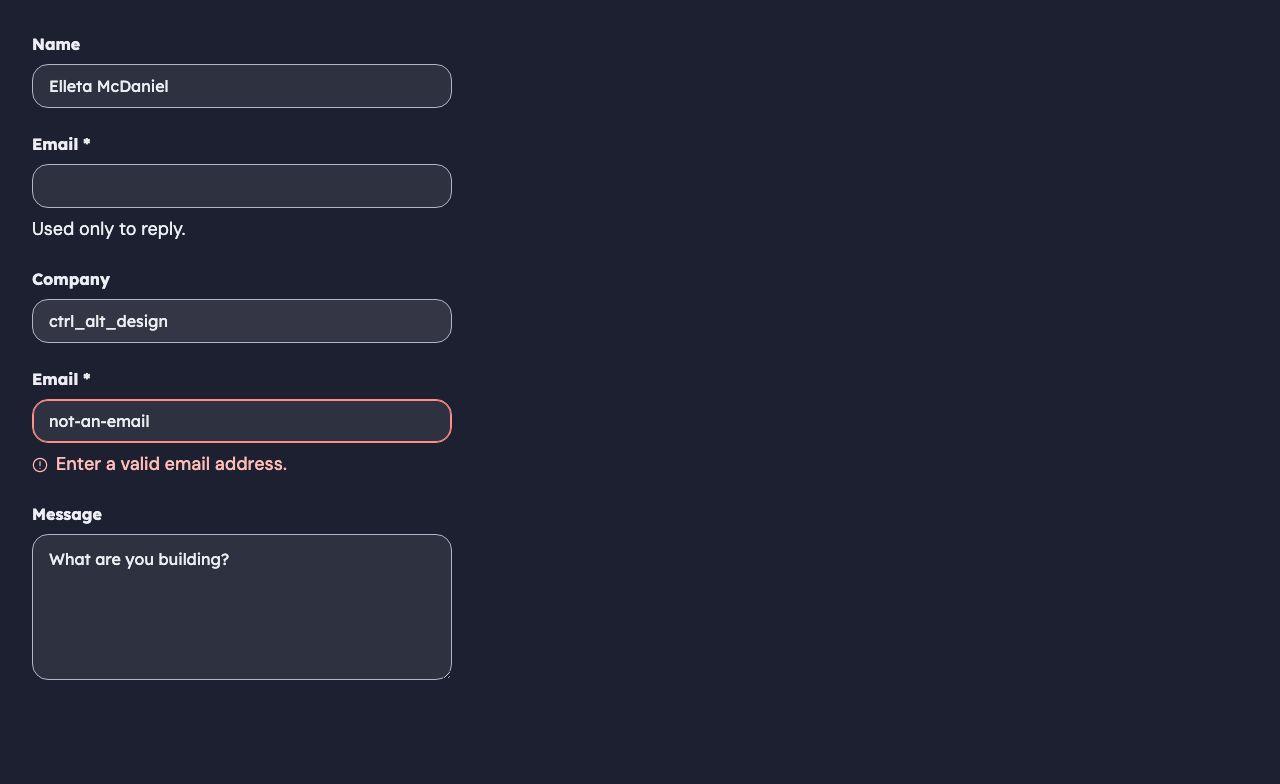 Name
Elleta McDaniel
Email *
Used only to reply.
Company
ctrl_alt_design
Email *
not-an-email
Enter a valid email address.
Message
What are you building?